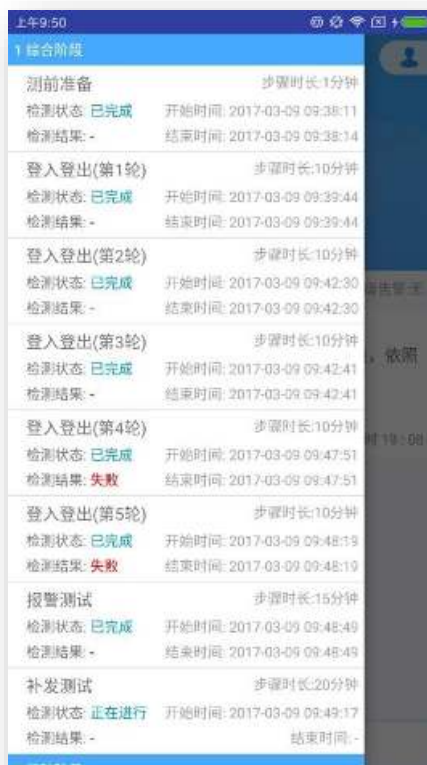 上午9:50
1 综合阶段
测前准备 步骤时长:1分钟
检测状态: 已完成 开始时间: 2017-03-09 09:38:11
检测结果: - 结束时间: 2017-03-09 09:38:14
登入登出(第1轮) 步骤时长:10分钟
检测状态: 已完成 开始时间: 2017-03-09 09:39:44
检测结果: - 结束时间: 2017-03-09 09:39:44
登入登出(第2轮) 步骤时长:10分钟
检测状态: 已完成 开始时间: 2017-03-09 09:42:30
检测结果: - 结束时间: 2017-03-09 09:42:30
登入登出(第3轮) 步骤时长:10分钟
检测状态: 已完成 开始时间: 2017-03-09 09:42:41
检测结果: - 结束时间: 2017-03-09 09:42:41
，依照
登入登出(第4轮) 步骤时长:10分钟
检测状态: 已完成 开始时间: 2017-03-09 09:47:51
检测结果: 失败 结束时间: 2017-03-09 09:47:51
登入登出(第5轮) 步骤时长:10分钟
检测状态: 已完成 开始时间: 2017-03-09 09:48:19
检测结果: 失败 结束时间: 2017-03-09 09:48:19
报警测试 步骤时长:15分钟
检测状态: 已完成 开始时间: 2017-03-09 09:48:49
检测结果: - 结束时间: 2017-03-09 09:48:49
补发测试 步骤时长:20分钟
检测状态: 正在进行 开始时间: 2017-03-09 09:49:17
检测结果: - 结束时间: -